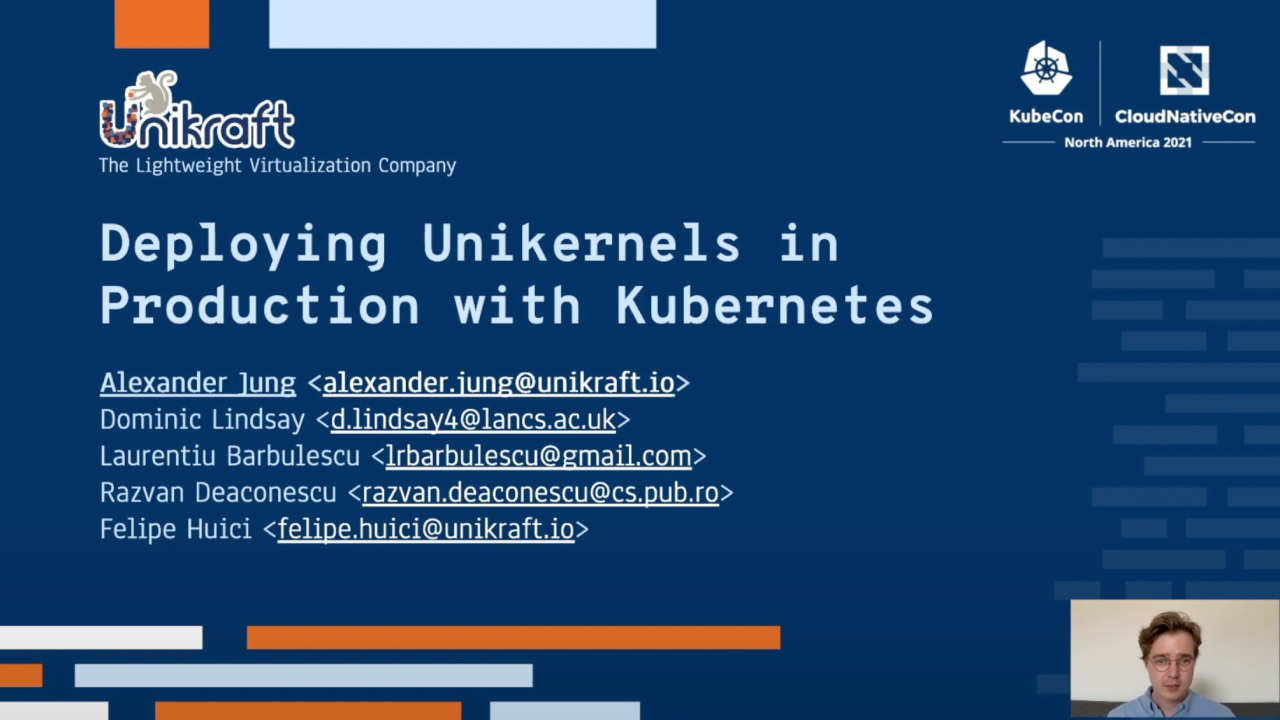 Unikraft
The Lightweight Virtualization Company
KubeCon
CloudNativeCon
North America 2021
Deploying Unikernels in
Production with Kubernetes
Alexander Jung <alexander.jung@unikraft.io>
Dominic Lindsay <d.lindsay4@lancs.ac.uk>
Laurentiu Barbulescu <lrbarbulescu@gmail.com>
Razvan Deaconescu <razvan.deaconescu@cs.pub.ro>
Felipe Huici <felipe.huici@unikraft.io>